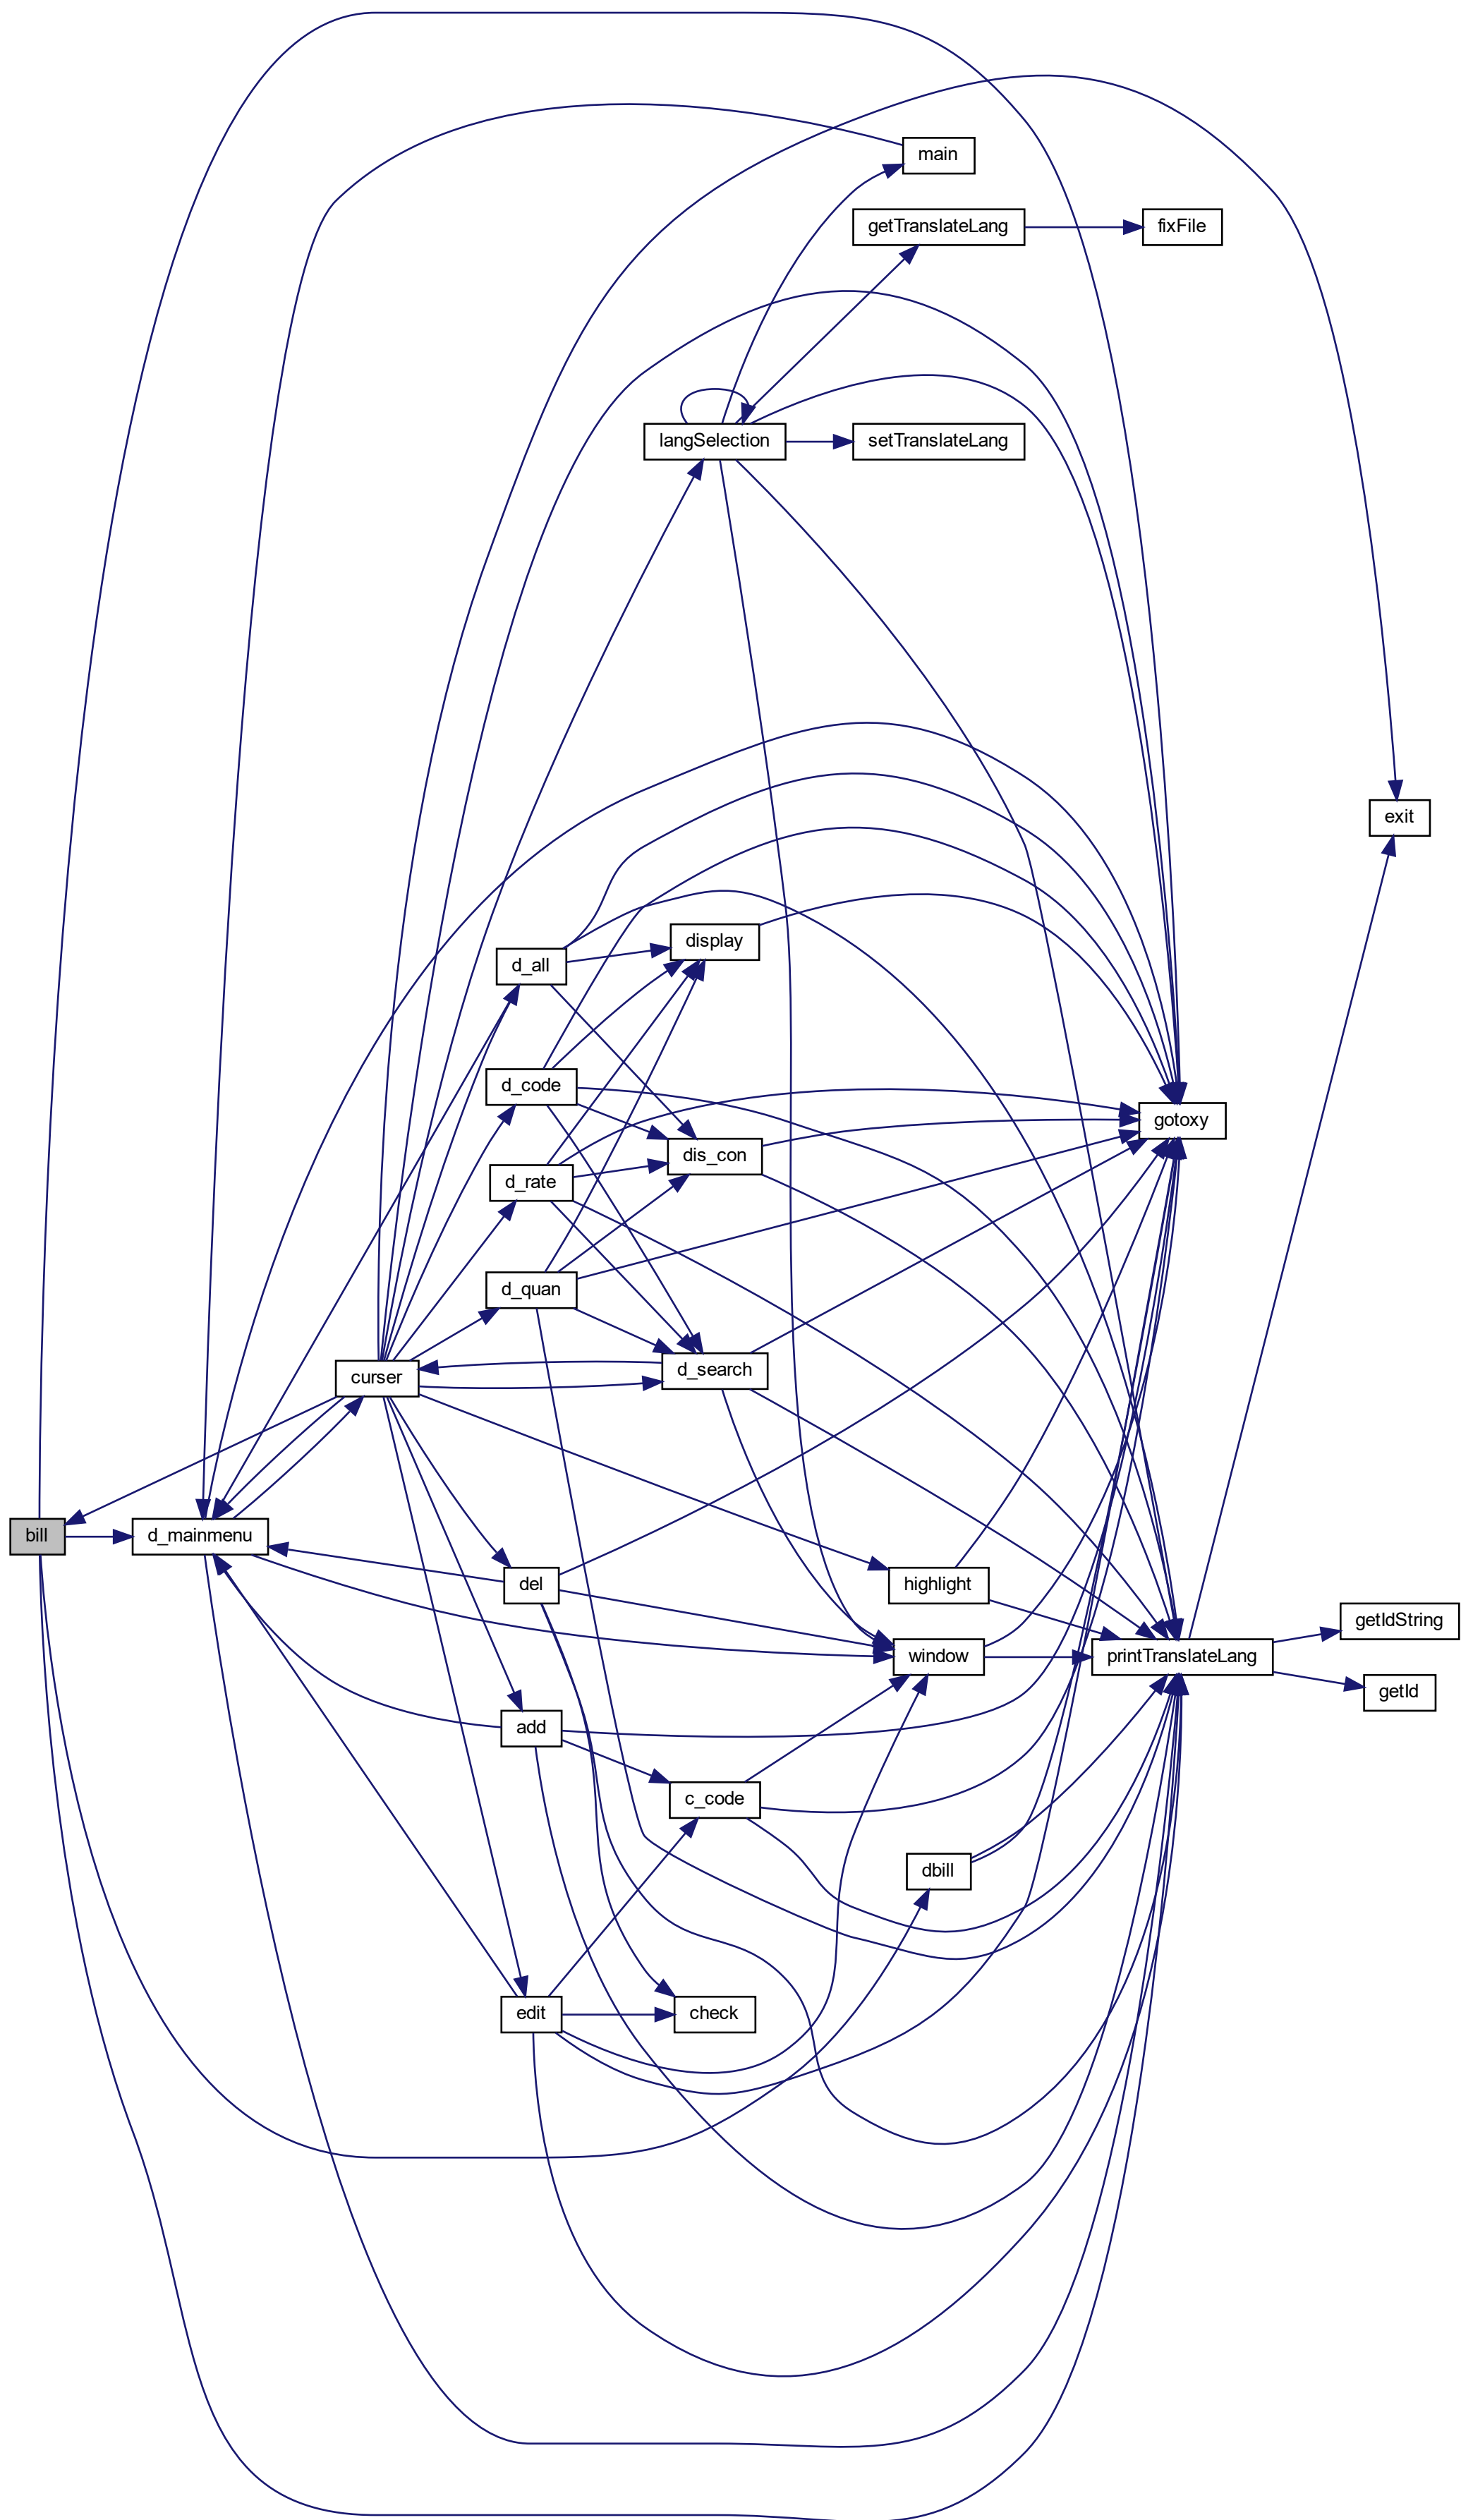 main
getTranslateLang
fixFile
langSelection
setTranslateLang
exit
display
d_all
d_code
gotoxy
dis_con
d_rate
d_quan
d_search
curser
bill
d_mainmenu
del
highlight
getIdString
window
printTranslateLang
getId
add
c_code
dbill
edit
check